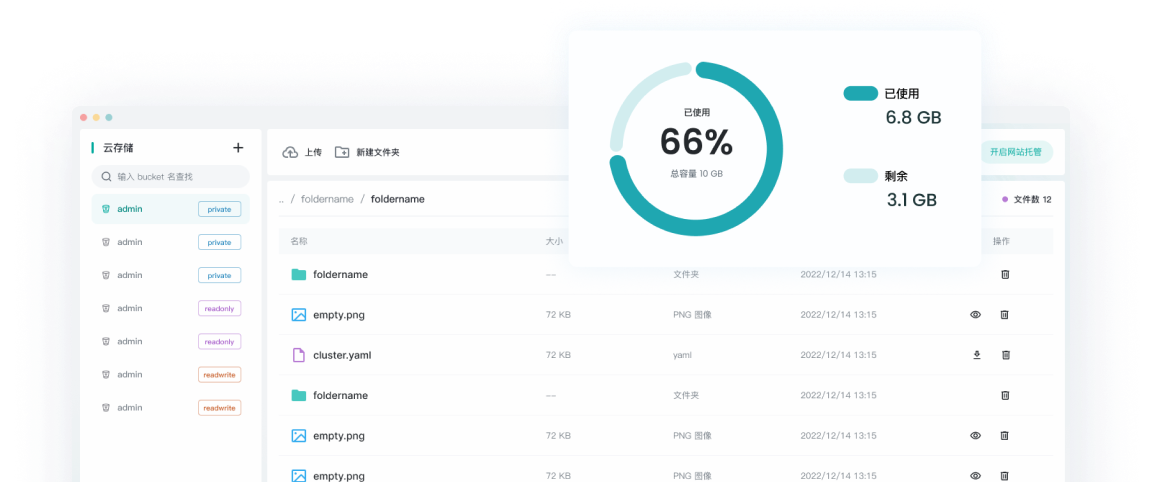 已使用
66%
总容量 10 GB
已使用
6.8 GB
剩余
3.1 GB
云存储
+
输入 bucket 名查找
admin private
admin private
admin private
admin readonly
admin readonly
admin readwrite
admin readwrite
上传 新建文件夹
开启网站托管
.. / foldername / foldername
文件数 12
名称 大小 操作
foldername -- 文件夹 2022/12/14 13:15
empty.png 72 KB PNG 图像 2022/12/14 13:15
cluster.yaml 72 KB yaml 2022/12/14 13:15
foldername -- 文件夹 2022/12/14 13:15
empty.png 72 KB PNG 图像 2022/12/14 13:15
empty.png 72 KB PNG 图像 2022/12/14 13:15